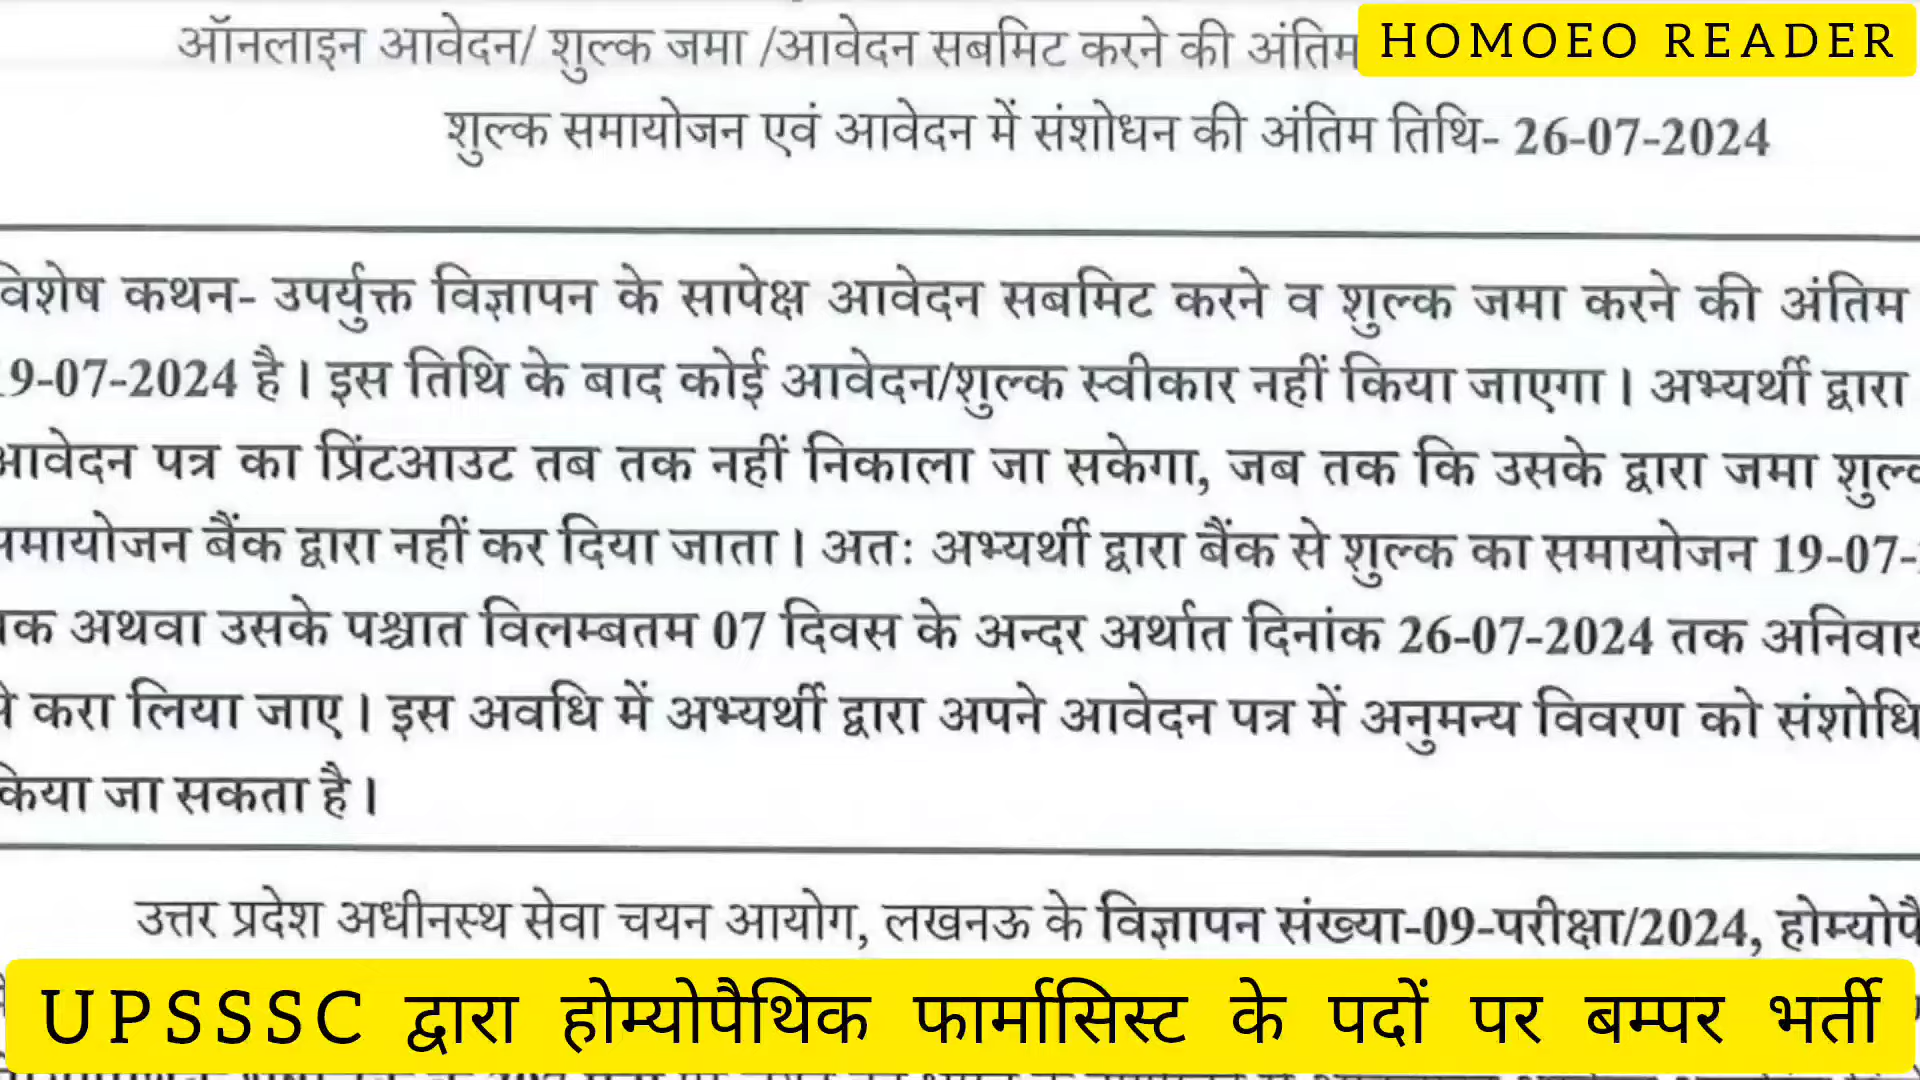 ऑनलाइन आवेदन/ शुल्क जमा /आवेदन सबमिट करने की अंतिम
HOMOEO READER
शुल्क समायोजन एवं आवेदन में संशोधन की अंतिम तिथि- 26-07-2024
विशेष कथन- उपर्युक्त विज्ञापन के सापेक्ष आवेदन सबमिट करने व शुल्क जमा करने की अंतिम
19-07-2024 है। इस तिथि के बाद कोई आवेदन/शुल्क स्वीकार नहीं किया जाएगा। अभ्यर्थी द्वारा
आवेदन पत्र का प्रिंटआउट तब तक नहीं निकाला जा सकेगा, जब तक कि उसके द्वारा जमा शुल्क
समायोजन बैंक द्वारा नहीं कर दिया जाता। अतः अभ्यर्थी द्वारा बैंक से शुल्क का समायोजन 19-07-
तक अथवा उसके पश्चात विलम्बतम 07 दिवस के अन्दर अर्थात दिनांक 26-07-2024 तक अनिवार्य
से करा लिया जाए। इस अवधि में अभ्यर्थी द्वारा अपने आवेदन पत्र में अनुमन्य विवरण को संशोधि
किया जा सकता है।
उत्तर प्रदेश अधीनस्थ सेवा चयन आयोग, लखनऊ के विज्ञापन संख्या-09-परीक्षा/2024, होम्योपै
UPSSSC द्वारा होम्योपैथिक फार्मासिस्ट के पदों पर बम्पर भर्ती